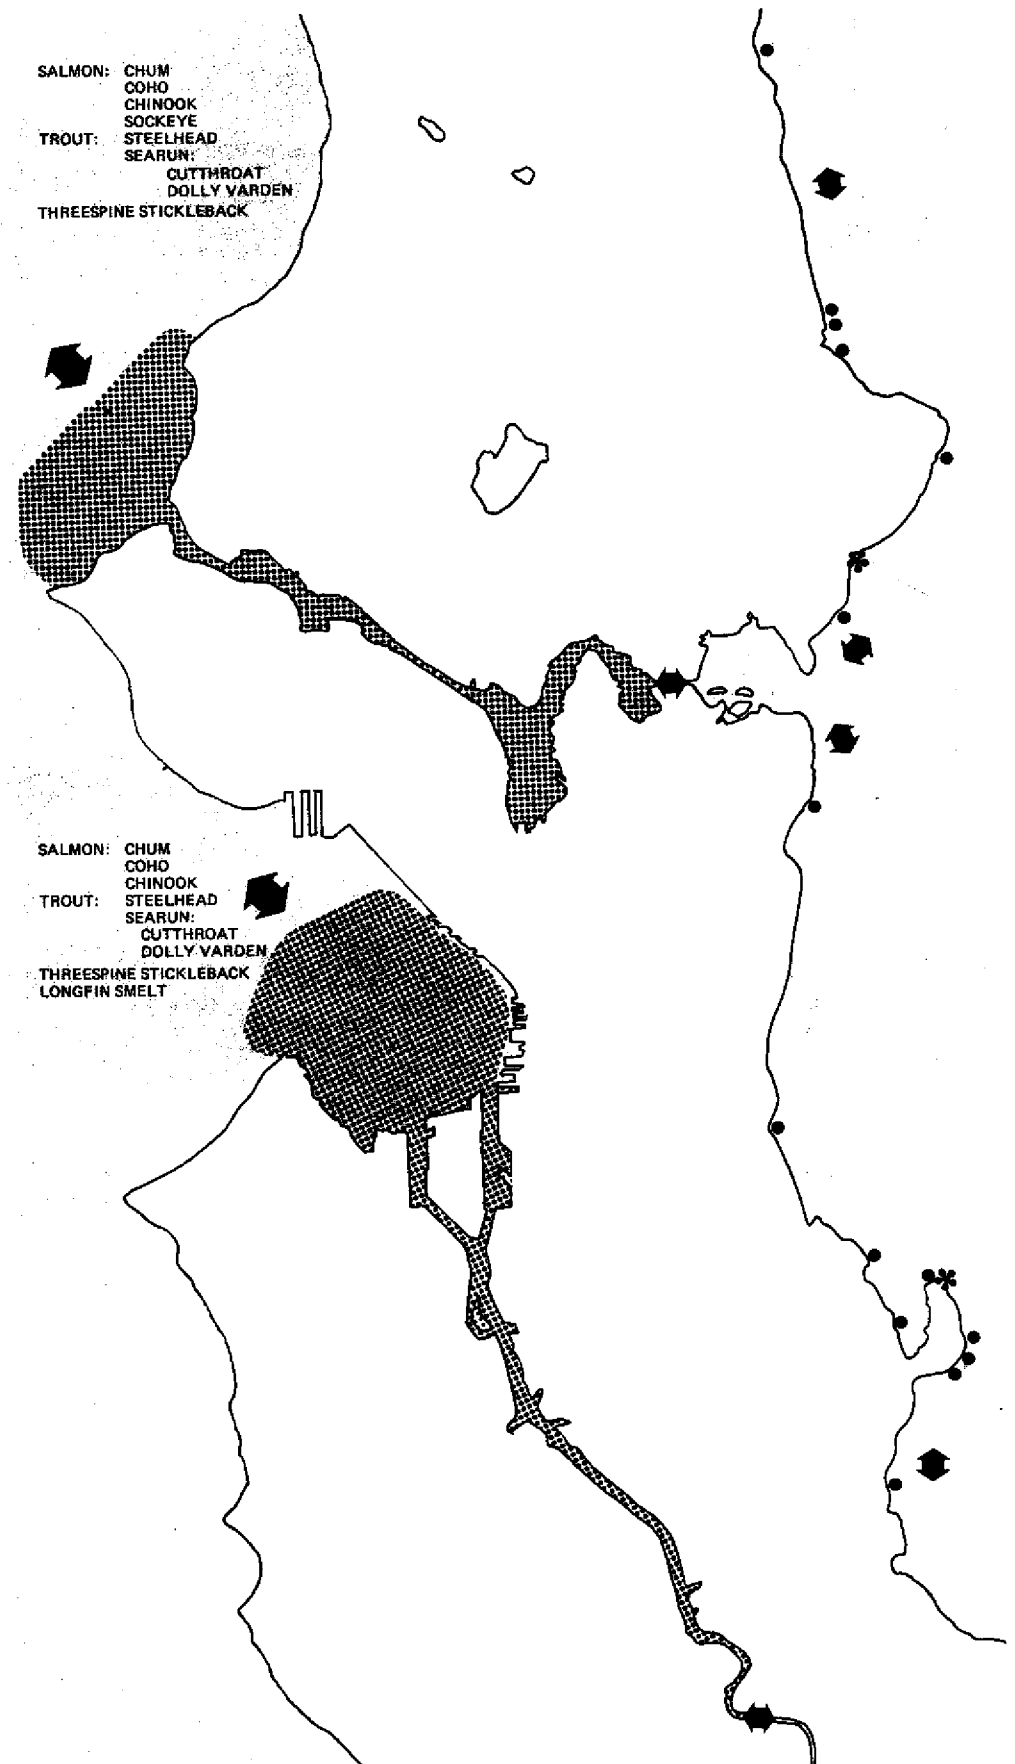 SALMON: CHUM
COHO
CHINOOK
SOCKEYE
TROUT: STEELHEAD
SEARUN:
CUTTHROAT
DOLLY VARDEN
THREESPINE STICKLEBACK
SALMON: CHUM
COHO
CHINOOK
TROUT: STEELHEAD
SEARUN:
CUTTHROAT
DOLLY VARDEN
THREESPINE STICKLEBACK
LONGFIN SMELT